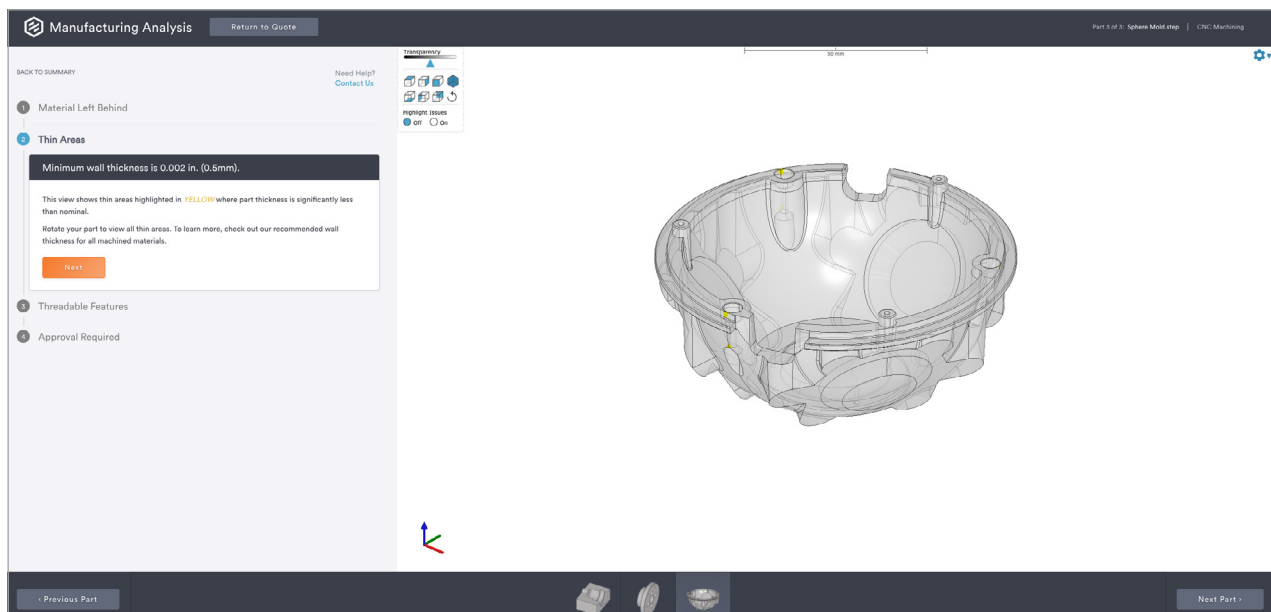 Manufacturing Analysis
Return to Quote
Part 3 of 3: Sphere Mold.step | CNC Machining
BACK TO SUMMARY
Need Help?
Contact Us
1 Material Left Behind
2 Thin Areas
Minimum wall thickness is 0.002 in. (0.5mm).
This view shows thin areas highlighted in YELLOW where part thickness is significantly less
than nominal.
Rotate your part to view all thin areas. To learn more, check out our recommended wall
thickness for all machined materials.
Next
3 Threadable Features
4 Approval Required
Transparency
Highlight Issues
Off On
50 mm
‹ Previous Part
Next Part ›